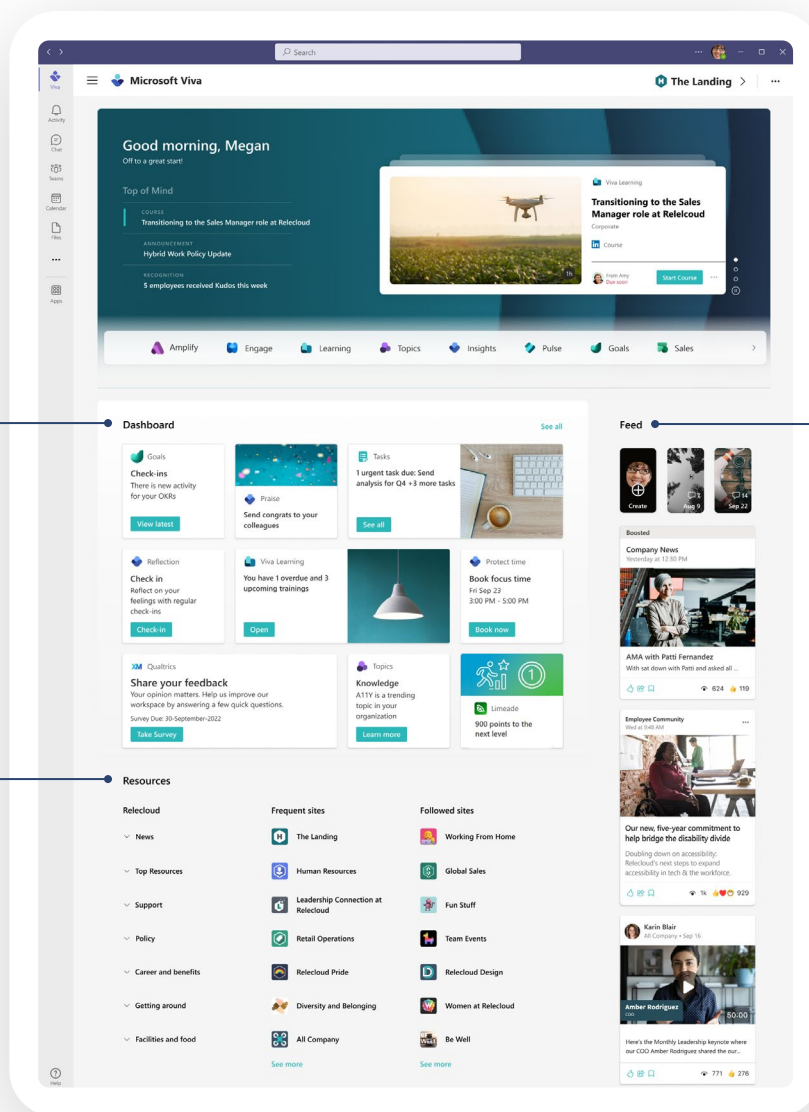 Search
Viva
Microsoft Viva
The Landing
Activity
Chat
Teams
Calendar
Files
Apps
Help
Good morning, Megan
Off to a great start!
Top of Mind
COURSE
Transitioning to the Sales Manager role at Relecloud
ANNOUNCEMENT
Hybrid Work Policy Update
RECOGNITION
5 employees received Kudos this week
1h
Viva Learning
Transitioning to the Sales
Manager role at Relelcoud
Corporate
in Course
From Amy
Due soon
Start Course
Amplify
Engage
Learning
Topics
Insights
Pulse
Goals
Sales
Dashboard
See all
Goals
Check-ins
There is new activity
for your OKRs
View latest
Praise
Send congrats to your
colleagues
Tasks
1 urgent task due: Send
analysis for Q4 +3 more tasks
See all
Reflection
Check in
Reflect on your
feelings with regular
check-ins
Check-in
Viva Learning
You have 1 overdue and 3
upcoming trainings
Open
Protect time
Book focus time
Fri Sep 23
3:00 PM - 5:00 PM
Book now
XM Qualtrics
Share your feedback
Your opinion matters. Help us improve our
workspace by answering a few quick questions.
Survey Due: 30-September-2022
Take Survey
Topics
Knowledge
A11Y is a trending
topic in your
organization
Learn more
1
Limeade
900 points to the
next level
Resources
Relecloud
News
Top Resources
Support
Policy
Career and benefits
Getting around
Facilities and food
Frequent sites
H The Landing
Human Resources
Leadership Connection at
Relecloud
Retail Operations
Relecloud Pride
Diversity and Belonging
All Company
See more
Followed sites
Working From Home
Global Sales
Fun Stuff
Team Events
Relecloud Design
Women at Relecloud
Be Well
See more
Feed
Create
Aug 9
14
Sep 22
Boosted
Company News
Yesterday at 12:30 PM
AMA with Patti Fernandez
With sat down with Patti and asked all ...
624 119
Employee Community
Wed at 9:48 AM
Our new, five-year commitment to
help bridge the disability divide
Doubling down on accessibility:
Relecloud's next steps to expand
accessibility in tech & the workforce.
1k 929
Karin Blair
All Company • Sep 16
Amber Rodriguez
COO
50:00
Here's the Monthly Leadership keynote where
our COO Amber Rodriguez shared the our...
771 276